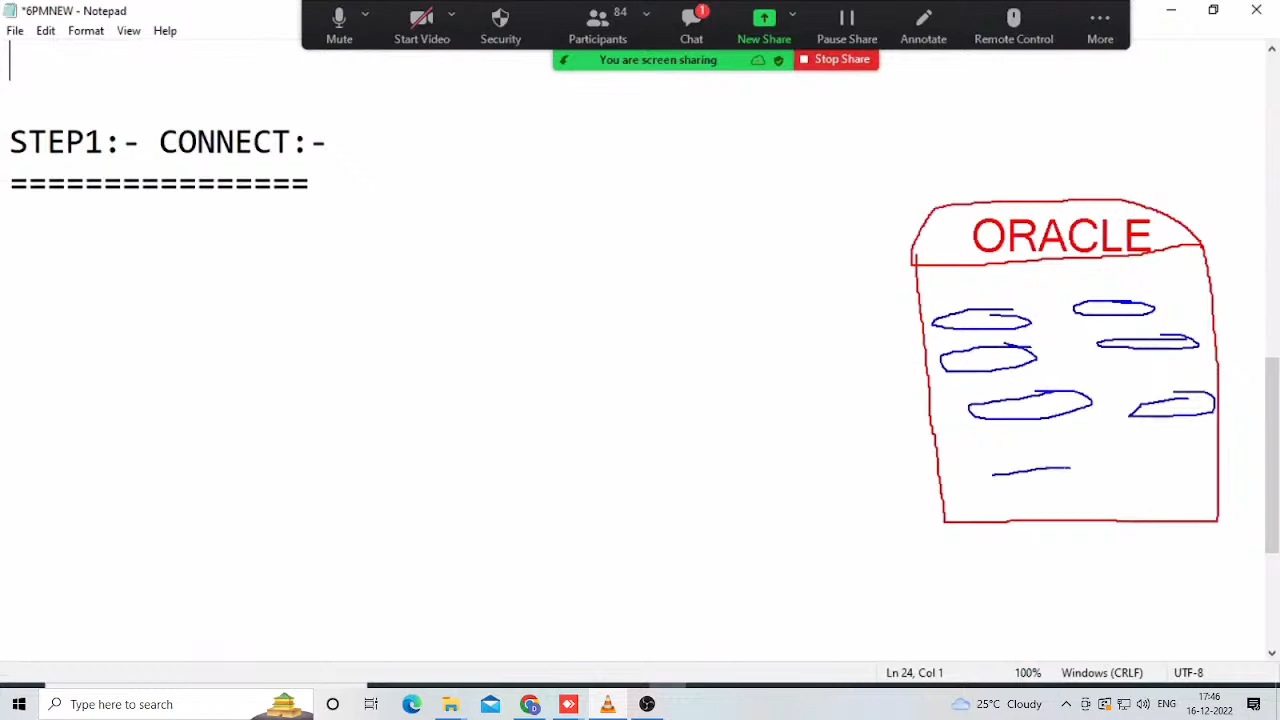 *6PMNEW - Notepad
File Edit Format View Help
Mute Start Video Security Participants 84 Chat 1 New Share Pause Share Annotate Remote Control More
You are screen sharing Stop Share
STEP1:- CONNECT:-
================
ORACLE
Ln 24, Col 1 100% Windows (CRLF) UTF-8
Type here to search 25°C Cloudy ENG 17:46
16-12-2022